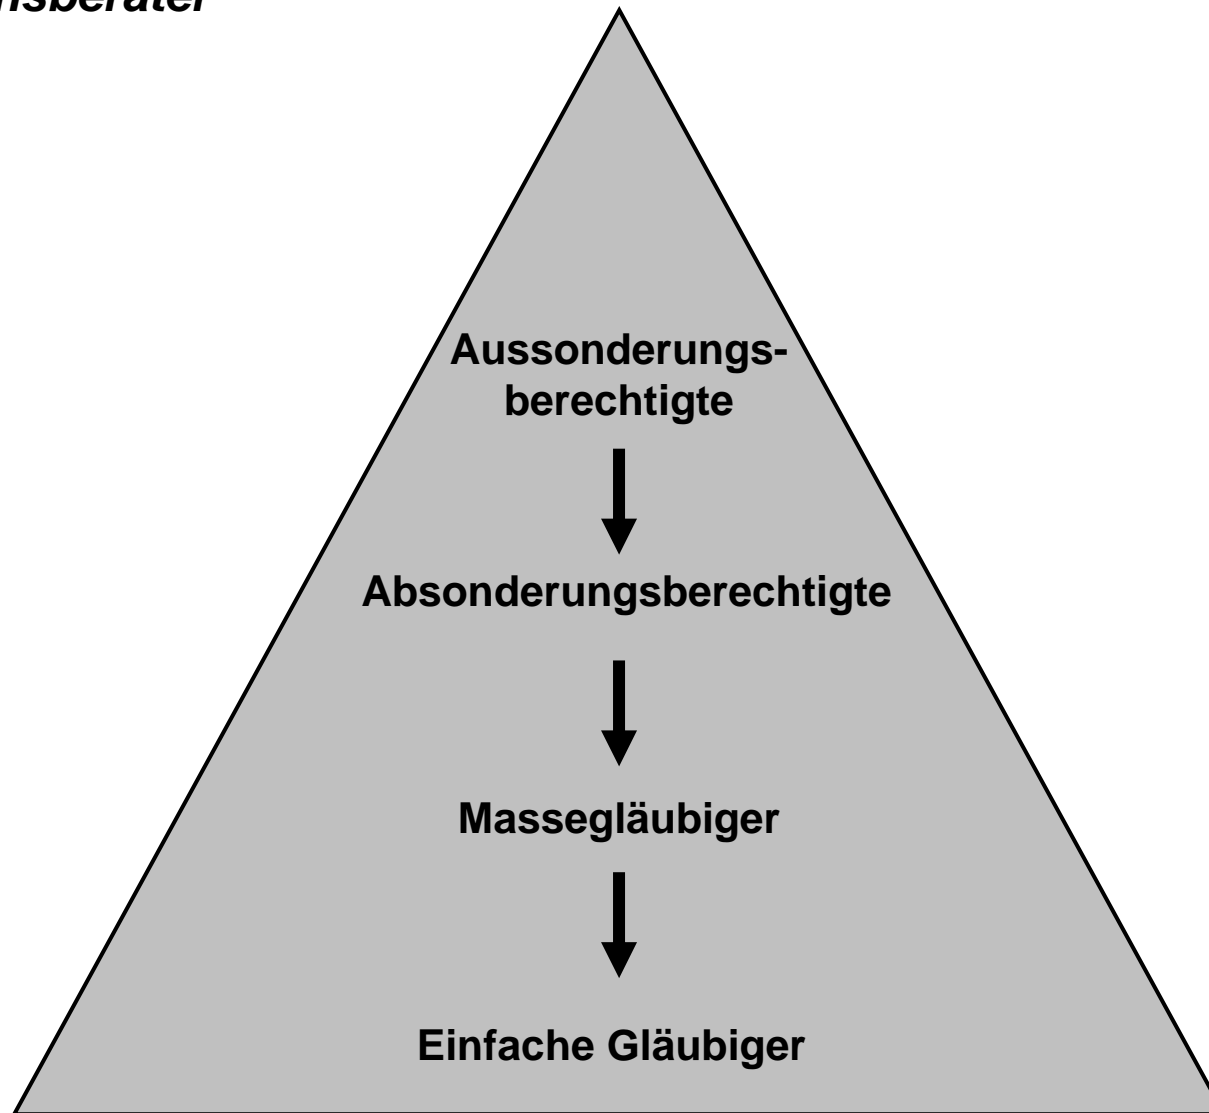 nsberater
Aussonderungs-
berechtigte
Absonderungsberechtigte
Massegläubiger
Einfache Gläubiger